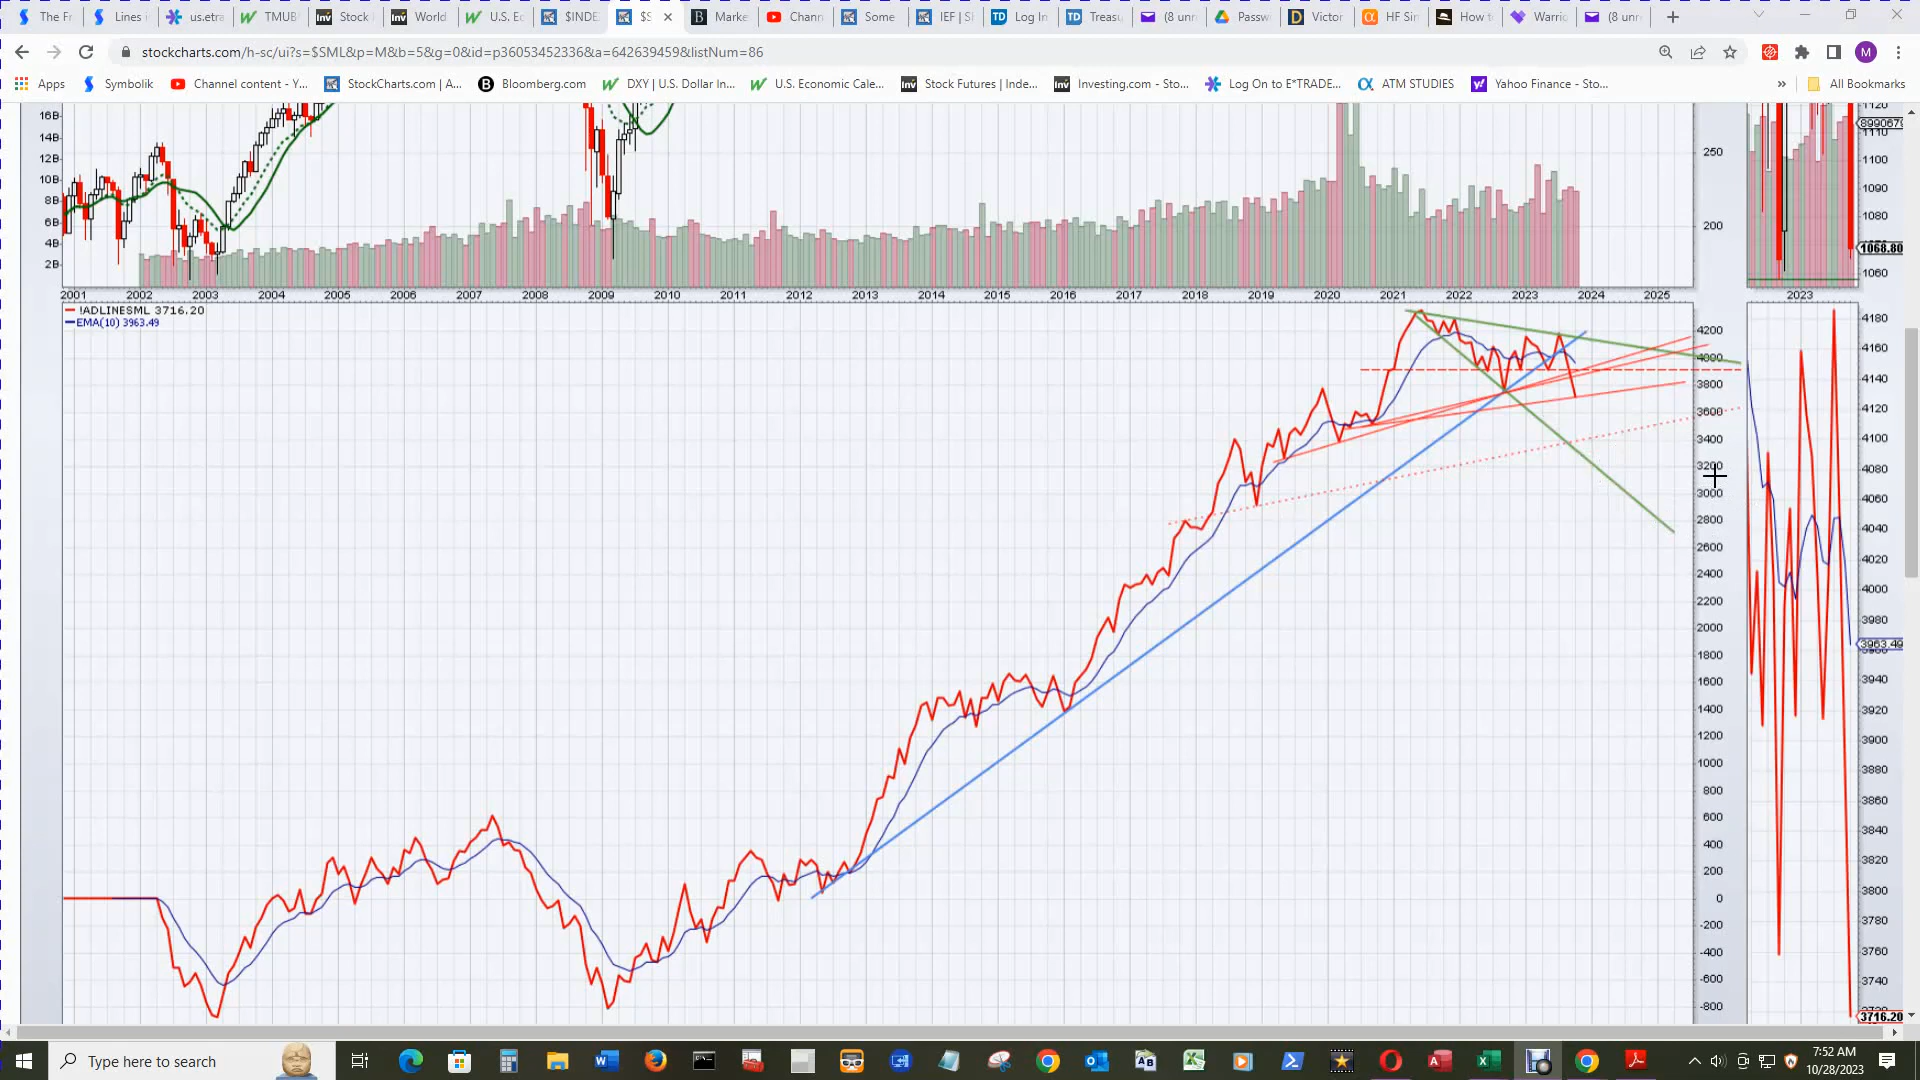 The F
Lines
us.etra
TMUB
Stock
World
U.S. Ec
$INDE
$S
Marke
Chann
Some
IEF | S
Log In
Treasu
(8 unr
Passw
Victor
HF Sir
How t
Warric
(8 unr
stockcharts.com/h-sc/ui?s=$SML&p=M&b=5&g=0&id=p36053452336&a=642639459&listNum=86
M
Apps
Symbolik
Channel content - Y...
StockCharts.com | A...
Bloomberg.com
DXY | U.S. Dollar In...
U.S. Economic Cale...
Stock Futures | Inde...
Investing.com - Sto...
Log On to E*TRADE...
ATM STUDIES
Yahoo Finance - Sto...
»
All Bookmarks
16B
14B
12B
10B
8B
6B
4B
2B
250
200
1120
8990679
1110
1100
1090
1080
1068.80
1060
2001 2002 2003 2004 2005 2006 2007 2008 2009 2010 2011 2012 2013 2014 2015 2016 2017 2018 2019 2020 2021 2022 2023 2024 2025
2023
!ADLINESML 3716.20
EMA(10) 3963.49
4200
4000
3800
3600
3400
3200
3000
2800
2600
2400
2200
2000
1800
1600
1400
1200
1000
800
600
400
200
0
-200
-400
-600
-800
4180
4160
4140
4120
4100
4080
4060
4040
4020
4000
3980
3963.49
3940
3920
3900
3880
3860
3840
3820
3800
3780
3760
3740
3716.20
Type here to search
7:52 AM
10/28/2023